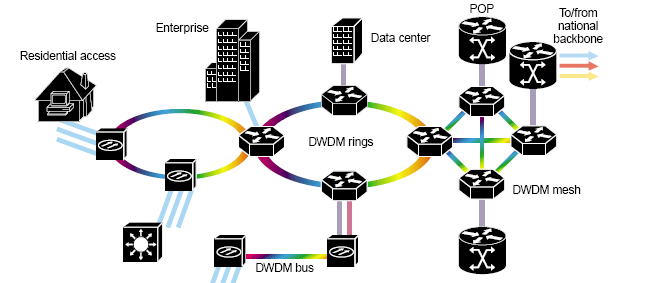 POP
To/from
national
backbone
Enterprise
Data center
Residential access
DWDM rings
DWDM mesh
DWDM bus